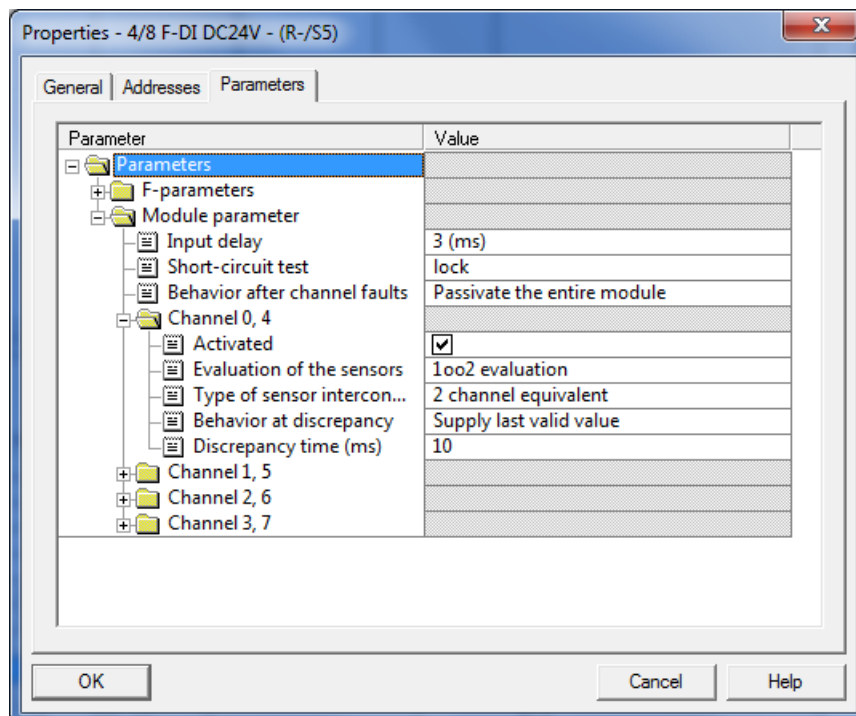 Properties - 4/8 F-DI DC24V - (R-/S5)
General Addresses Parameters
Parameter Value
Parameters
F-parameters
Module parameter
Input delay 3 (ms)
Short-circuit test lock
Behavior after channel faults Passivate the entire module
Channel 0, 4
Activated
Evaluation of the sensors 1oo2 evaluation
Type of sensor intercon... 2 channel equivalent
Behavior at discrepancy Supply last valid value
Discrepancy time (ms) 10
Channel 1, 5
Channel 2, 6
Channel 3, 7
OK Cancel Help